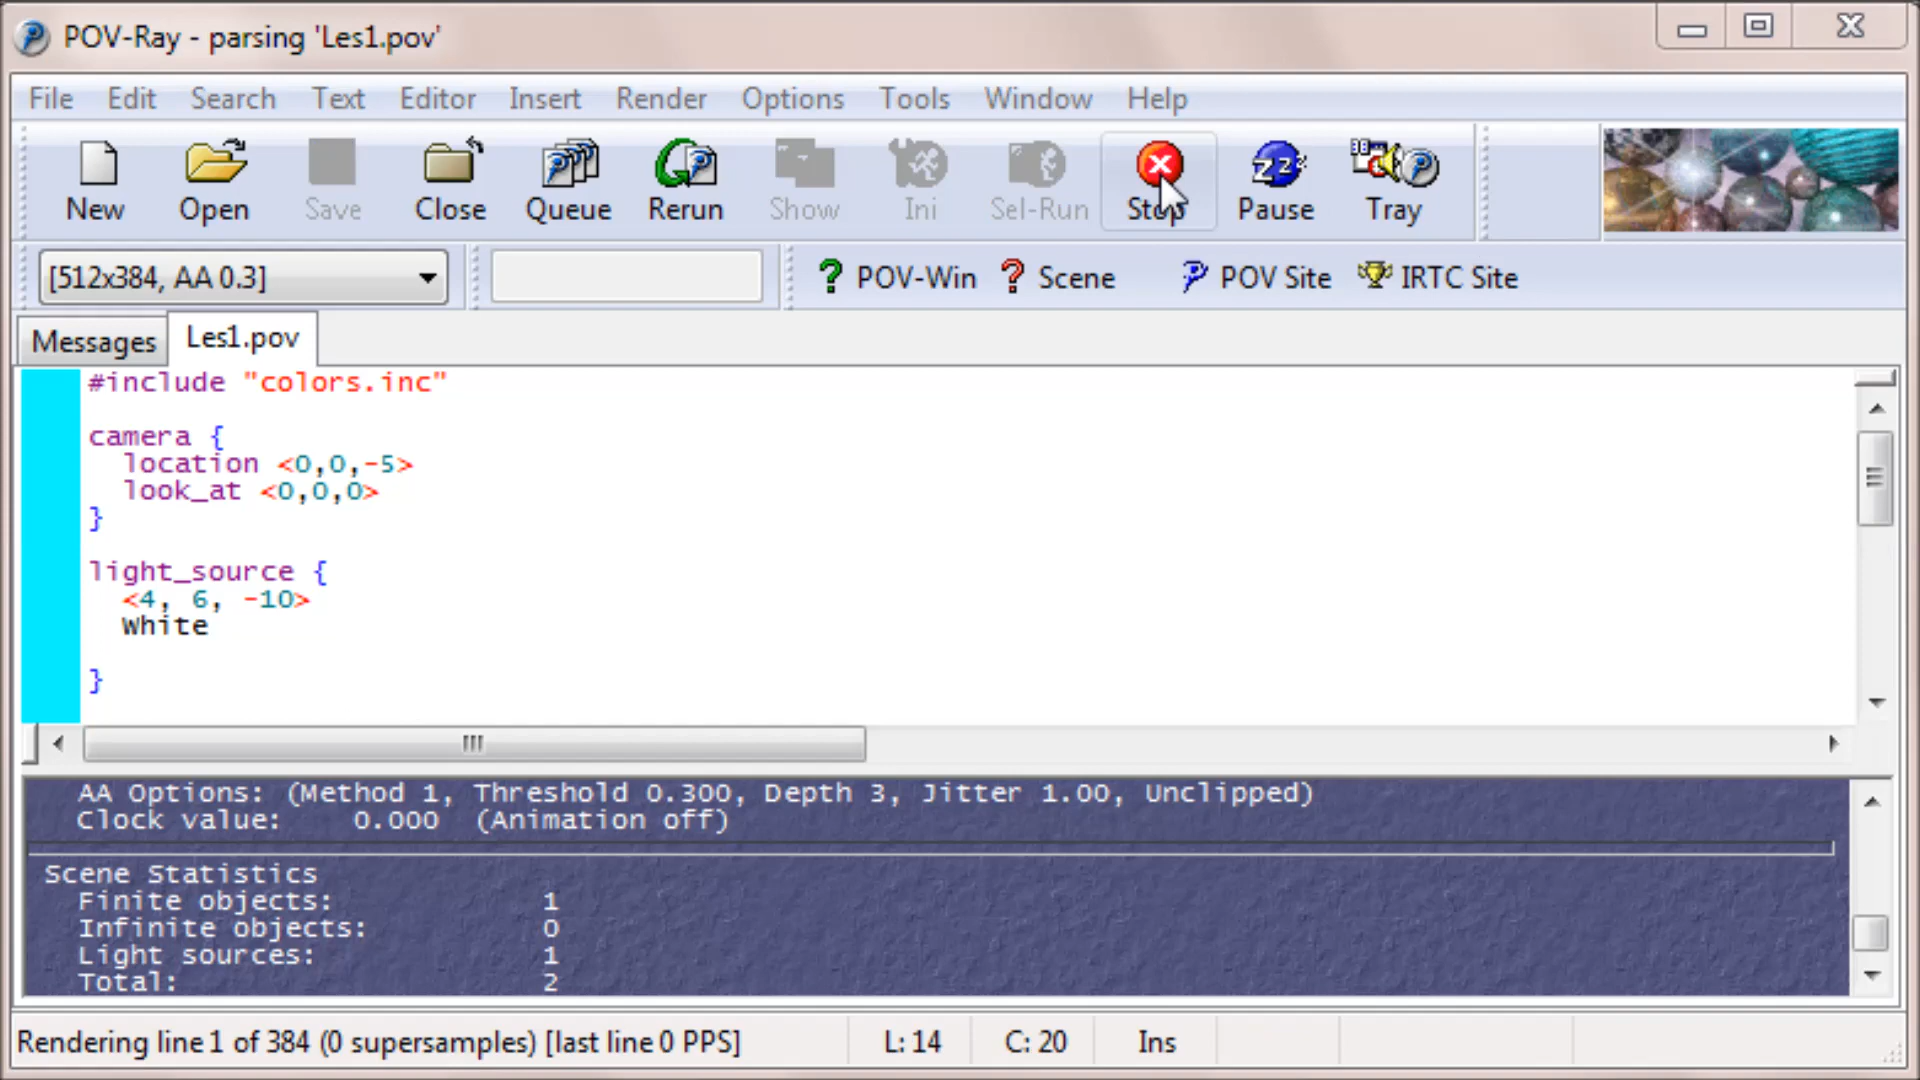 POV-Ray - parsing 'Les1.pov'
File Edit Search Text Editor Insert Render Options Tools Window Help
New Open Save Close Queue Rerun Show Ini Sel-Run Stop Pause Tray
[512x384, AA 0.3] POV-Win Scene POV Site IRTC Site
Messages Les1.pov
#include "colors.inc"
camera {
location <0,0,-5>
look_at <0,0,0>
}
light_source {
<4, 6, -10>
White
}
AA Options: (Method 1, Threshold 0.300, Depth 3, Jitter 1.00, Unclipped)
Clock value: 0.000 (Animation off)
Scene Statistics
Finite objects: 1
Infinite objects: 0
Light sources: 1
Total: 2
Rendering line 1 of 384 (0 supersamples) [last line 0 PPS] L: 14 C: 20 Ins